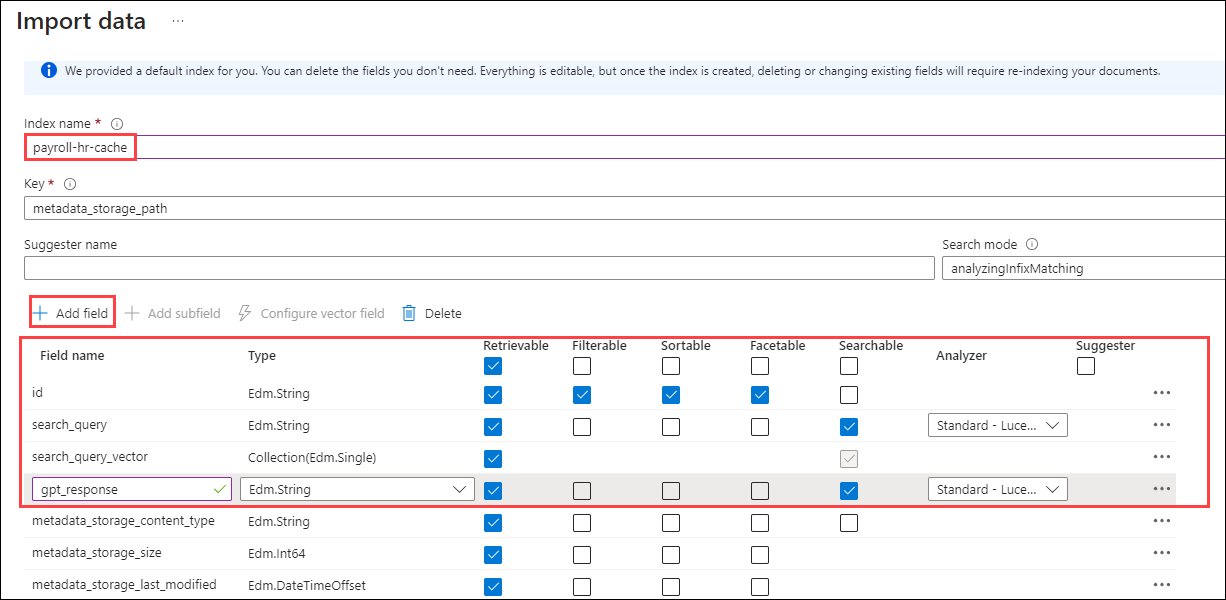 Import data ...
We provided a default index for you. You can delete the fields you don't need. Everything is editable, but once the index is created, deleting or changing existing fields will require re-indexing your documents.
Index name *
payroll-hr-cache
Key *
metadata_storage_path
Suggester name Search mode
analyzingInfixMatching
Add field Add subfield Configure vector field Delete
Field name Type Retrievable Filterable Sortable Facetable Searchable Analyzer Suggester
id Edm.String
search_query Edm.String Standard - Luce...
search_query_vector Collection(Edm.Single)
gpt_response Edm.String Standard - Luce...
metadata_storage_content_type Edm.String
metadata_storage_size Edm.Int64
metadata_storage_last_modified Edm.DateTimeOffset